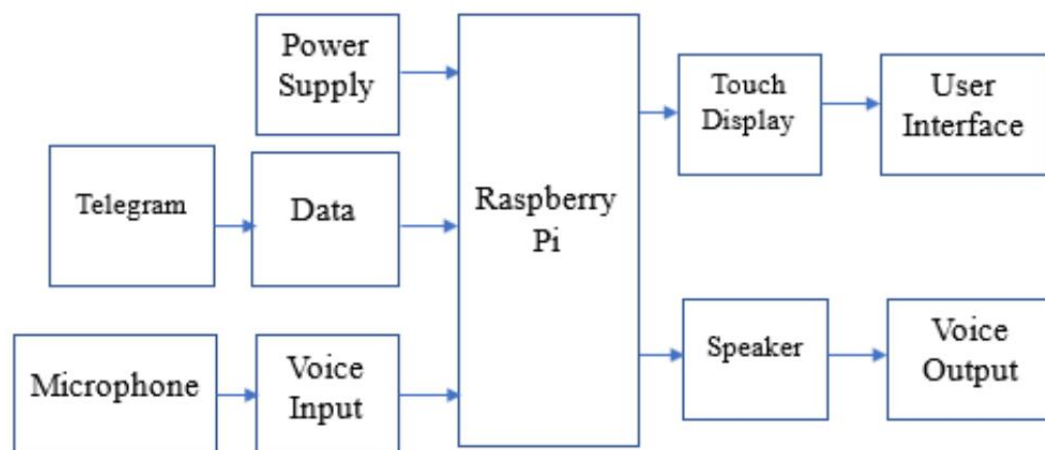 Power
Supply
Telegram
Data
Microphone
Voice
Input
Raspberry
Pi
Touch
Display
User
Interface
Speaker
Voice
Output